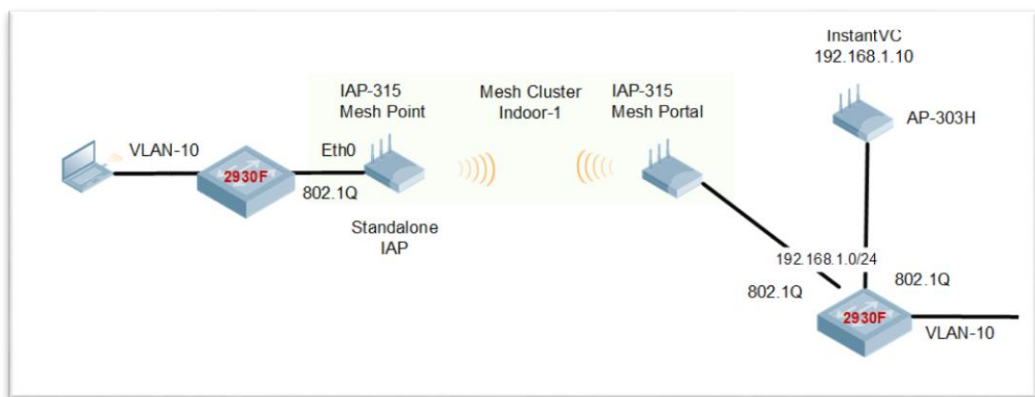 InstantVC
192.168.1.10
IAP-315
Mesh Point
Mesh Cluster
Indoor-1
IAP-315
Mesh Portal
AP-303H
VLAN-10
Eth0
2930F
802.1Q
Standalone
IAP
192.168.1.0/24
802.1Q
802.1Q
2930F
VLAN-10